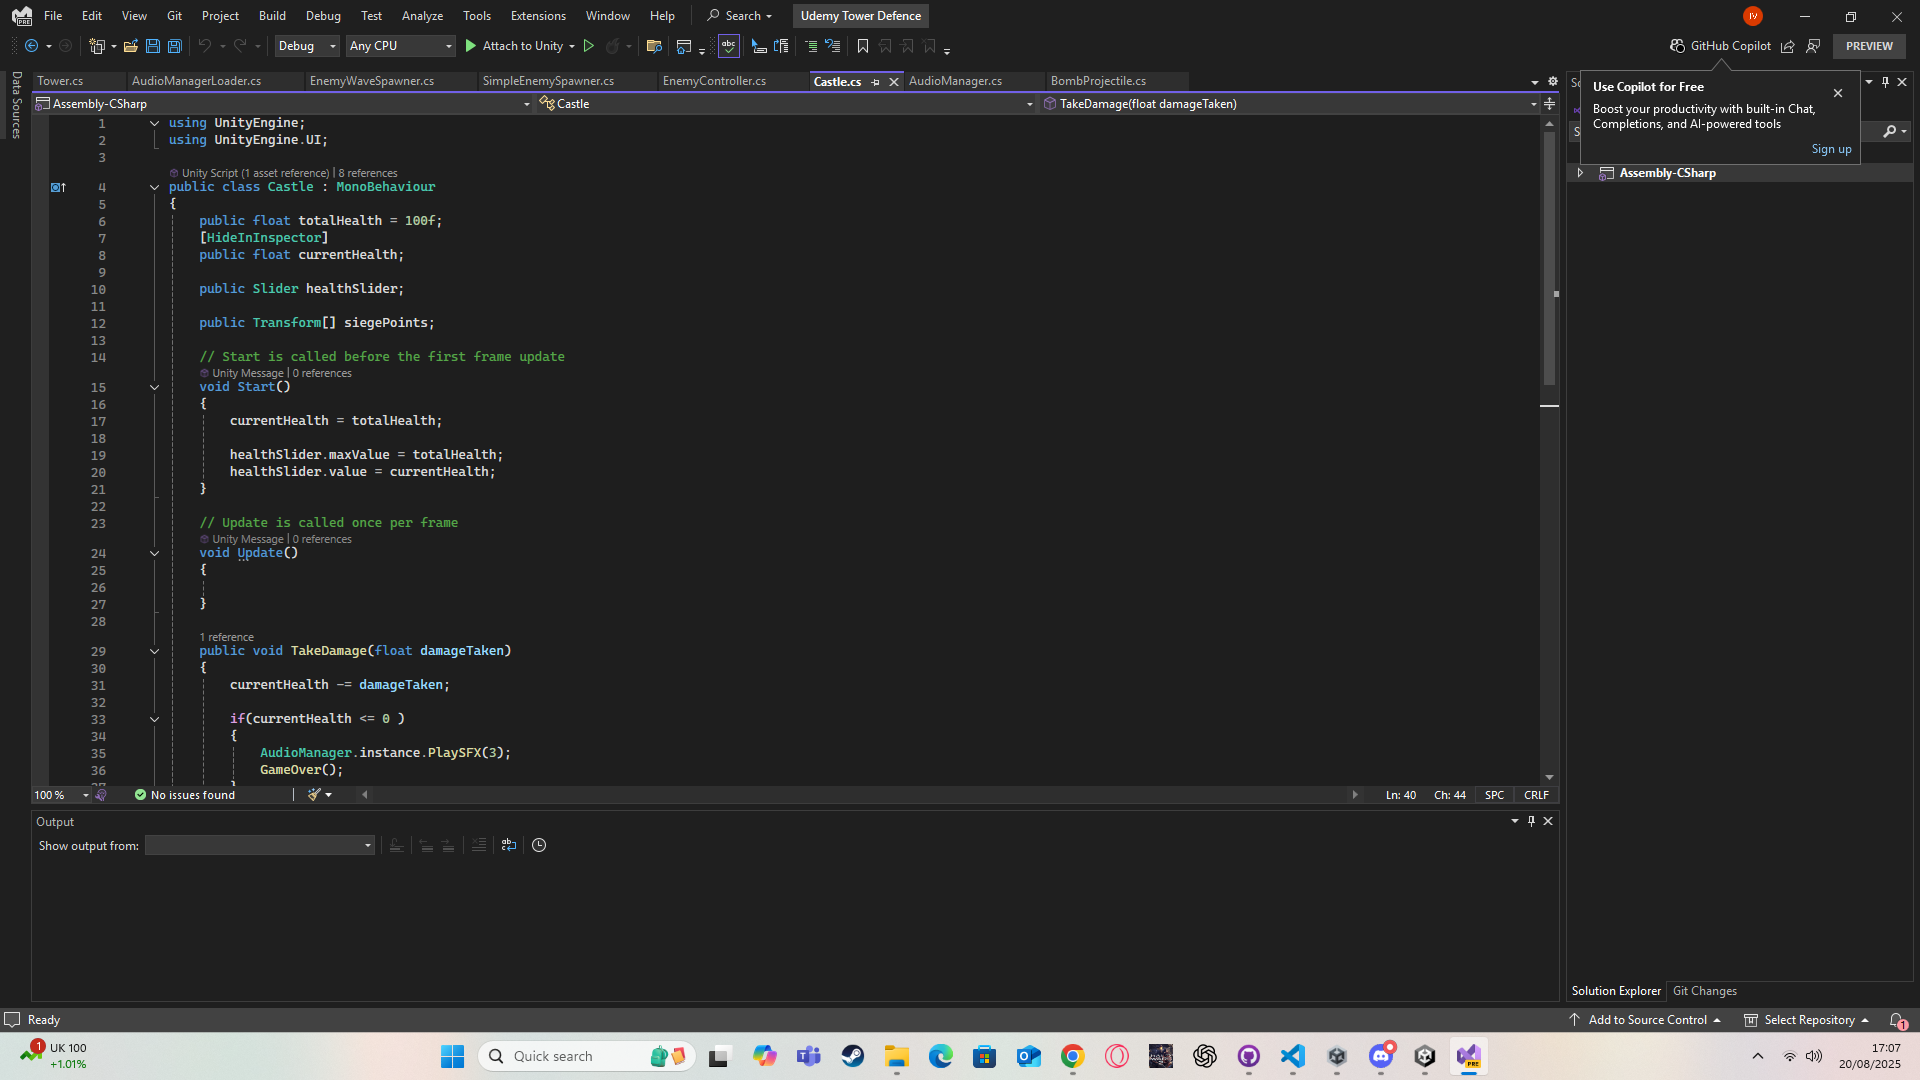 File Edit View Git Project Build Debug Test Analyze Tools Extensions Window Help Search Udemy Tower Defence IV
Debug Any CPU Attach to Unity abc GitHub Copilot PREVIEW
Data Sources
Tower.cs AudioManagerLoader.cs EnemyWaveSpawner.cs SimpleEnemySpawner.cs EnemyController.cs Castle.cs AudioManager.cs BombProjectile.cs
Assembly-CSharp Castle TakeDamage(float damageTaken)
Use Copilot for Free
Boost your productivity with built-in Chat,
Completions, and AI-powered tools
Sign up
Assembly-CSharp
1 using UnityEngine;
2 using UnityEngine.UI;
3
Unity Script (1 asset reference) | 8 references
4 public class Castle : MonoBehaviour
5 {
6 public float totalHealth = 100f;
7 [HideInInspector]
8 public float currentHealth;
9
10 public Slider healthSlider;
11
12 public Transform[] siegePoints;
13
14 // Start is called before the first frame update
Unity Message | 0 references
15 void Start()
16 {
17 currentHealth = totalHealth;
18
19 healthSlider.maxValue = totalHealth;
20 healthSlider.value = currentHealth;
21 }
22
23 // Update is called once per frame
Unity Message | 0 references
24 void Update()
25 {
26
27 }
28
1 reference
29 public void TakeDamage(float damageTaken)
30 {
31 currentHealth -= damageTaken;
32
33 if(currentHealth <= 0 )
34 {
35 AudioManager.instance.PlaySFX(3);
36 GameOver();
100 % No issues found Ln: 40 Ch: 44 SPC CRLF
Output
Show output from:
Solution Explorer Git Changes
Ready Add to Source Control Select Repository 1
1 UK 100
+1.01%
Quick search
PRE
17:07
20/08/2025